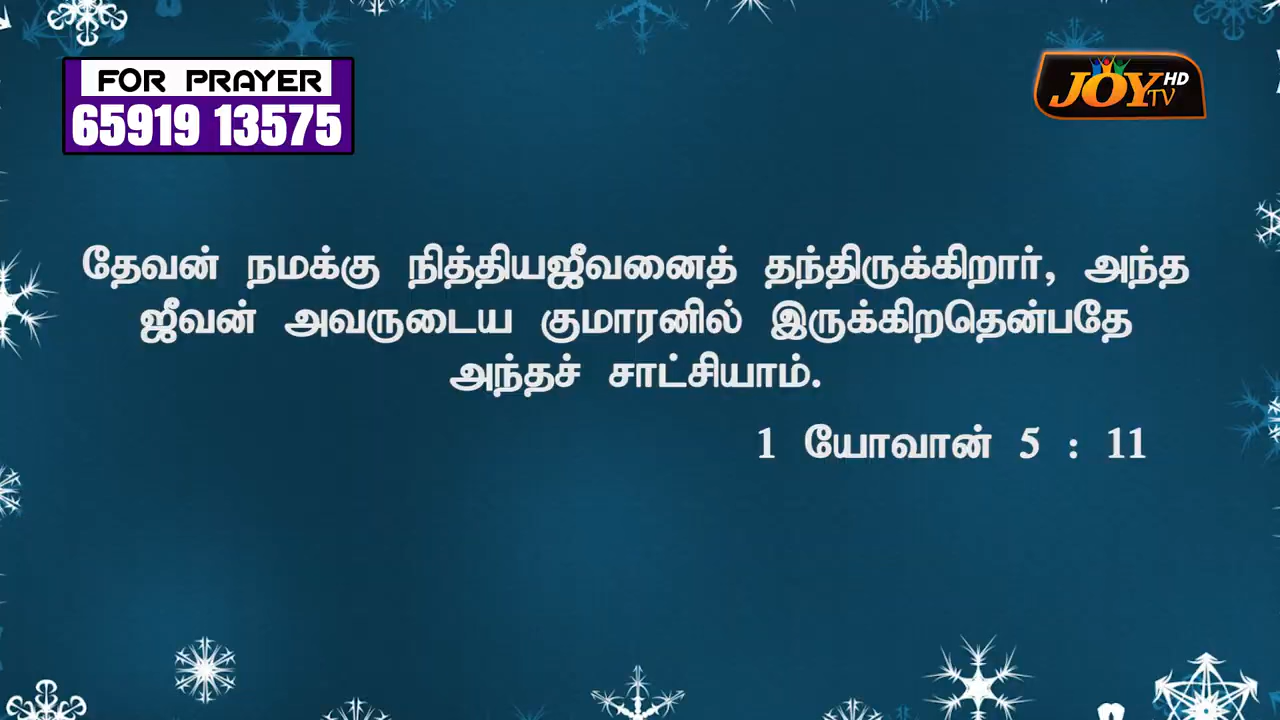 FOR PRAYER
65919 13575
JOY TV HD
தேவன் நமக்கு நித்தியஜீவனைத் தந்திருக்கிறார், அந்த
ஜீவன் அவருடைய குமாரனில் இருக்கிறதென்பதே
அந்தச் சாட்சியாம்.
1 யோவான் 5 : 11